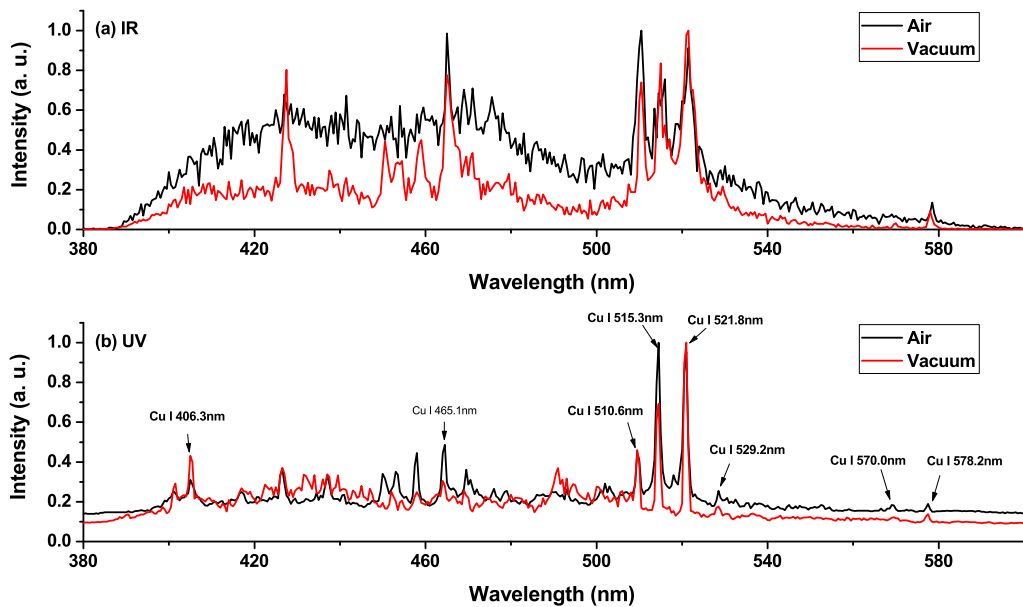 (a) IR
Air
Vacuum
Intensity (a. u.)
1.0
0.8
0.6
0.4
0.2
0.0
380
420
460
500
540
580
Wavelength (nm)
(b) UV
Air
Vacuum
Cu I 406.3nm
Cu I 465.1nm
Cu I 510.6nm
Cu I 515.3nm
Cu I 521.8nm
Cu I 529.2nm
Cu I 570.0nm
Cu I 578.2nm
Intensity (a. u.)
1.0
0.8
0.6
0.4
0.2
0.0
380
420
460
500
540
580
Wavelength (nm)